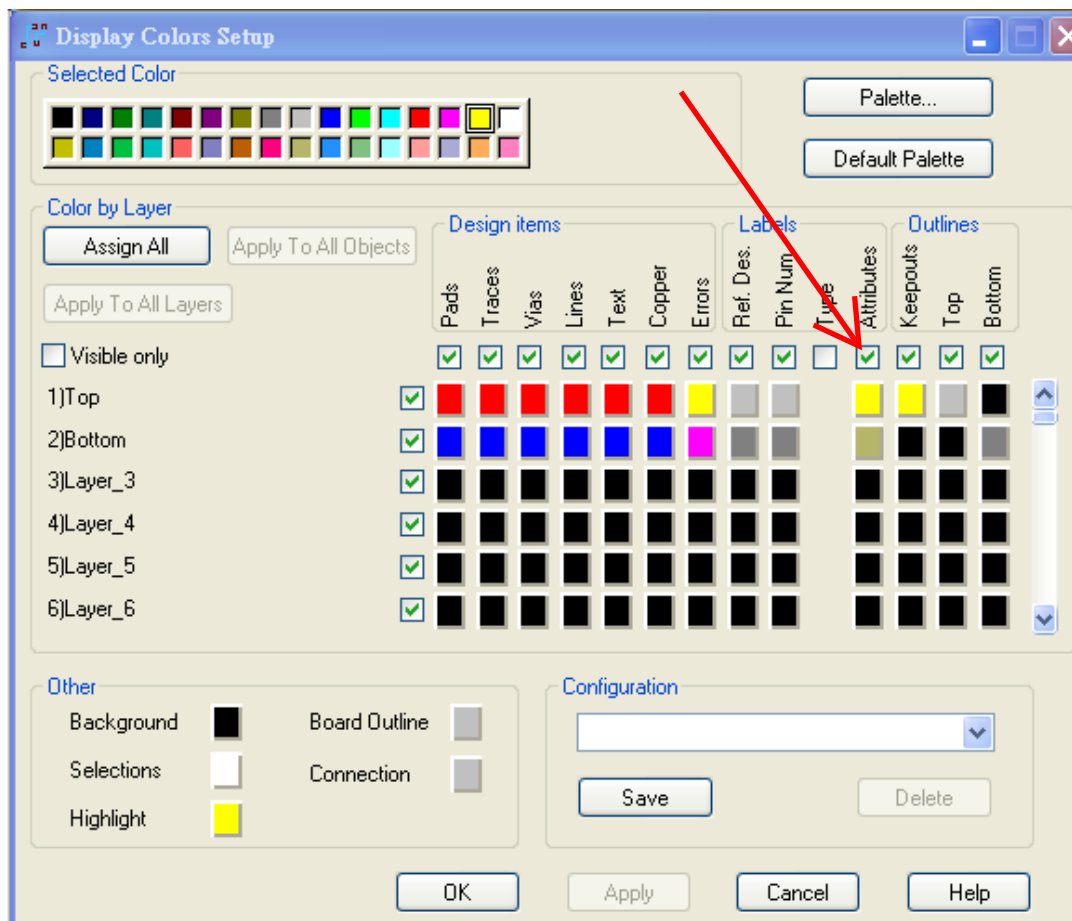 Display Colors Setup
Selected Color
Palette...
Default Palette
Color by Layer
Assign All
Apply To All Objects
Apply To All Layers
Design items
Labels
Outlines
Pads
Traces
Vias
Lines
Text
Copper
Errors
Ref. Des.
Pin Num.
Type
Attributes
Keepouts
Top
Bottom
Visible only
1)Top
2)Bottom
3)Layer_3
4)Layer_4
5)Layer_5
6)Layer_6
Other
Background
Board Outline
Selections
Connection
Highlight
Configuration
Save
Delete
OK
Apply
Cancel
Help